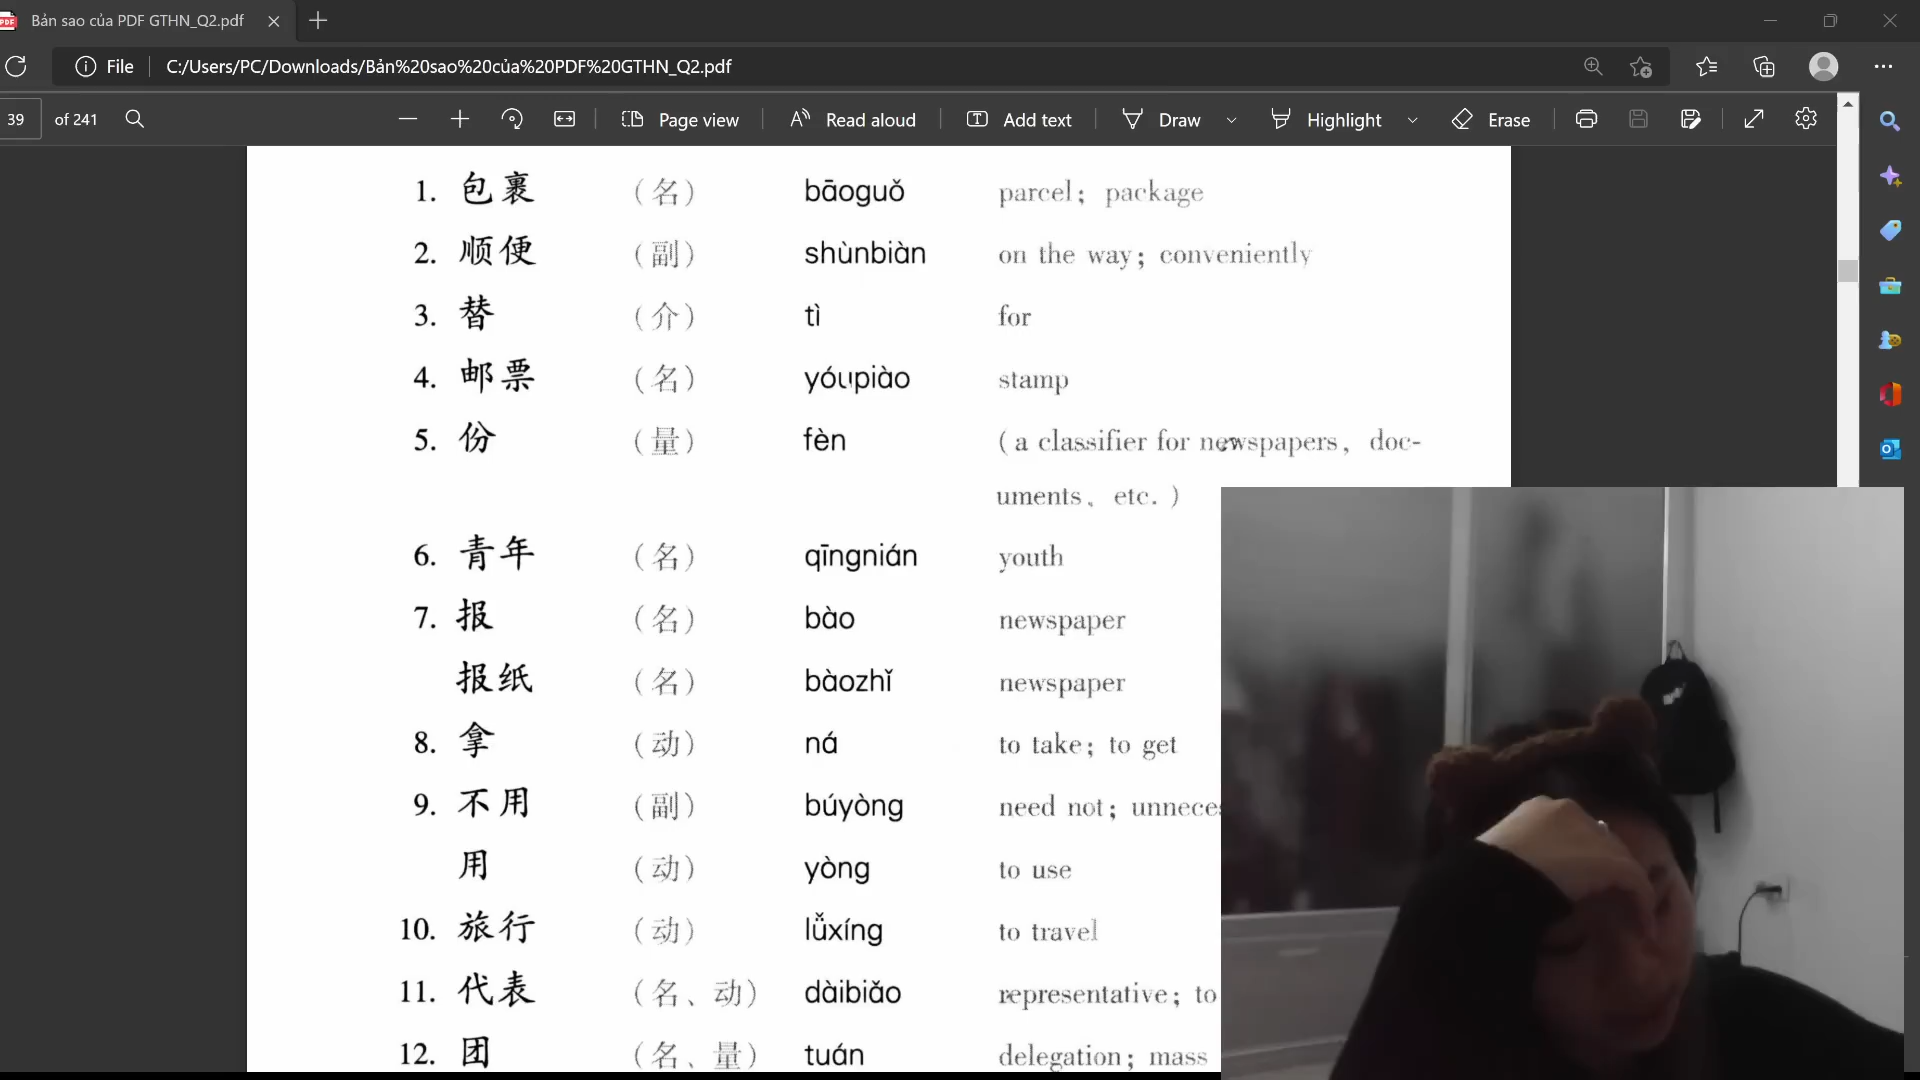 Bản sao của PDF GTHN_Q2.pdf
File C:/Users/PC/Downloads/Bản%20sao%20của%20PDF%20GTHN_Q2.pdf
39 of 241 Page view Read aloud Add text Draw Highlight Erase
1. 包裹 （名） bāoguǒ parcel; package
2. 顺便 （副） shùnbiàn on the way; conveniently
3. 替 （介） tì for
4. 邮票 （名） yóupiào stamp
5. 份 （量） fèn (a classifier for newspapers, doc-
uments, etc.)
6. 青年 （名） qīngnián youth
7. 报 （名） bào newspaper
报纸 （名） bàozhǐ newspaper
8. 拿 （动） ná to take; to get
9. 不用 （副） búyòng need not; unneces
用 （动） yòng to use
10. 旅行 （动） lǚxíng to travel
11. 代表 （名、动） dàibiǎo representative; to
12. 团 （名、量） tuán delegation; mass